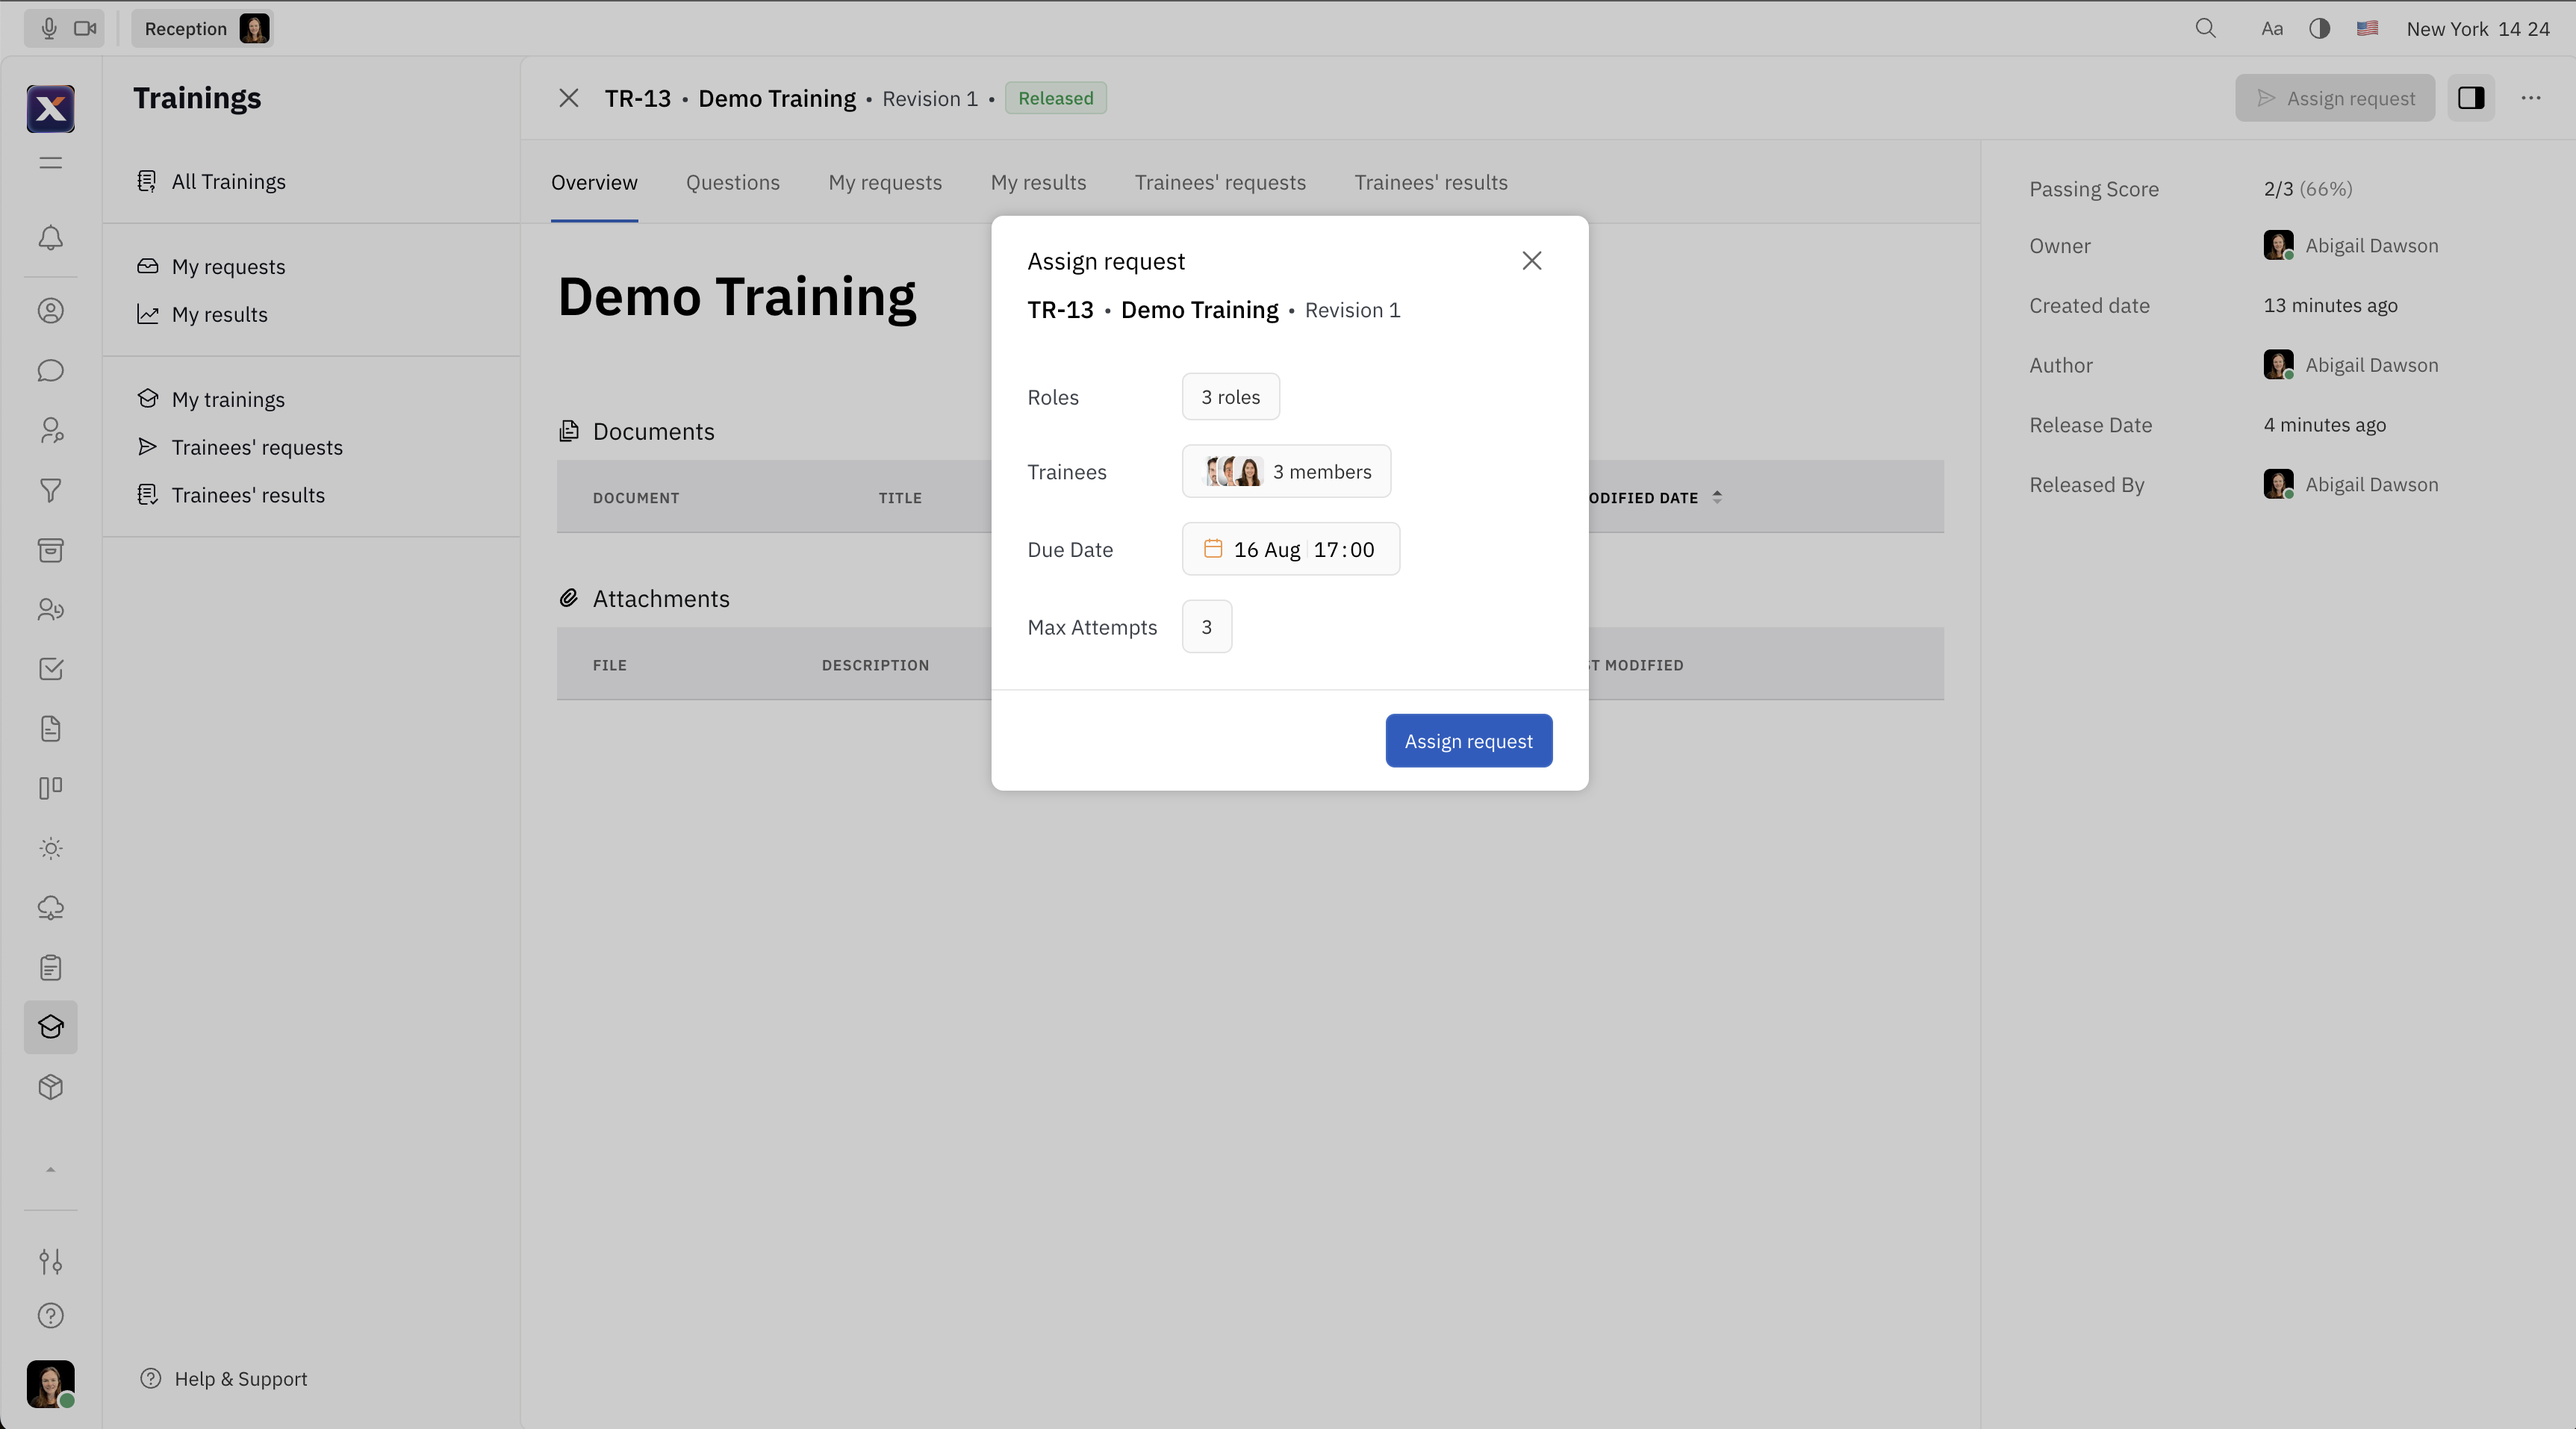 Reception
Aa
New York 14 24
Trainings
All Trainings
My requests
My results
My trainings
Trainees' requests
Trainees' results
Help & Support
TR-13 • Demo Training • Revision 1 • Released
Assign request
Overview Questions My requests My results Trainees' requests Trainees' results
Demo Training
Documents
DOCUMENT TITLE ODIFIED DATE
Attachments
FILE DESCRIPTION ST MODIFIED
Assign request
TR-13 • Demo Training • Revision 1
Roles 3 roles
Trainees 3 members
Due Date 16 Aug 17:00
Max Attempts 3
Assign request
Passing Score 2/3 (66%)
Owner Abigail Dawson
Created date 13 minutes ago
Author Abigail Dawson
Release Date 4 minutes ago
Released By Abigail Dawson